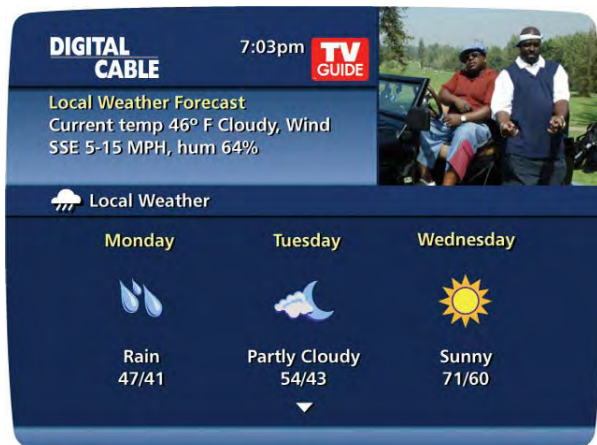 DIGITAL
CABLE
7:03pm
TV
GUIDE
Local Weather Forecast
Current temp 46º F Cloudy, Wind
SSE 5-15 MPH, hum 64%
Local Weather
Monday
Tuesday
Wednesday
Rain
Partly Cloudy
Sunny
47/41
54/43
71/60